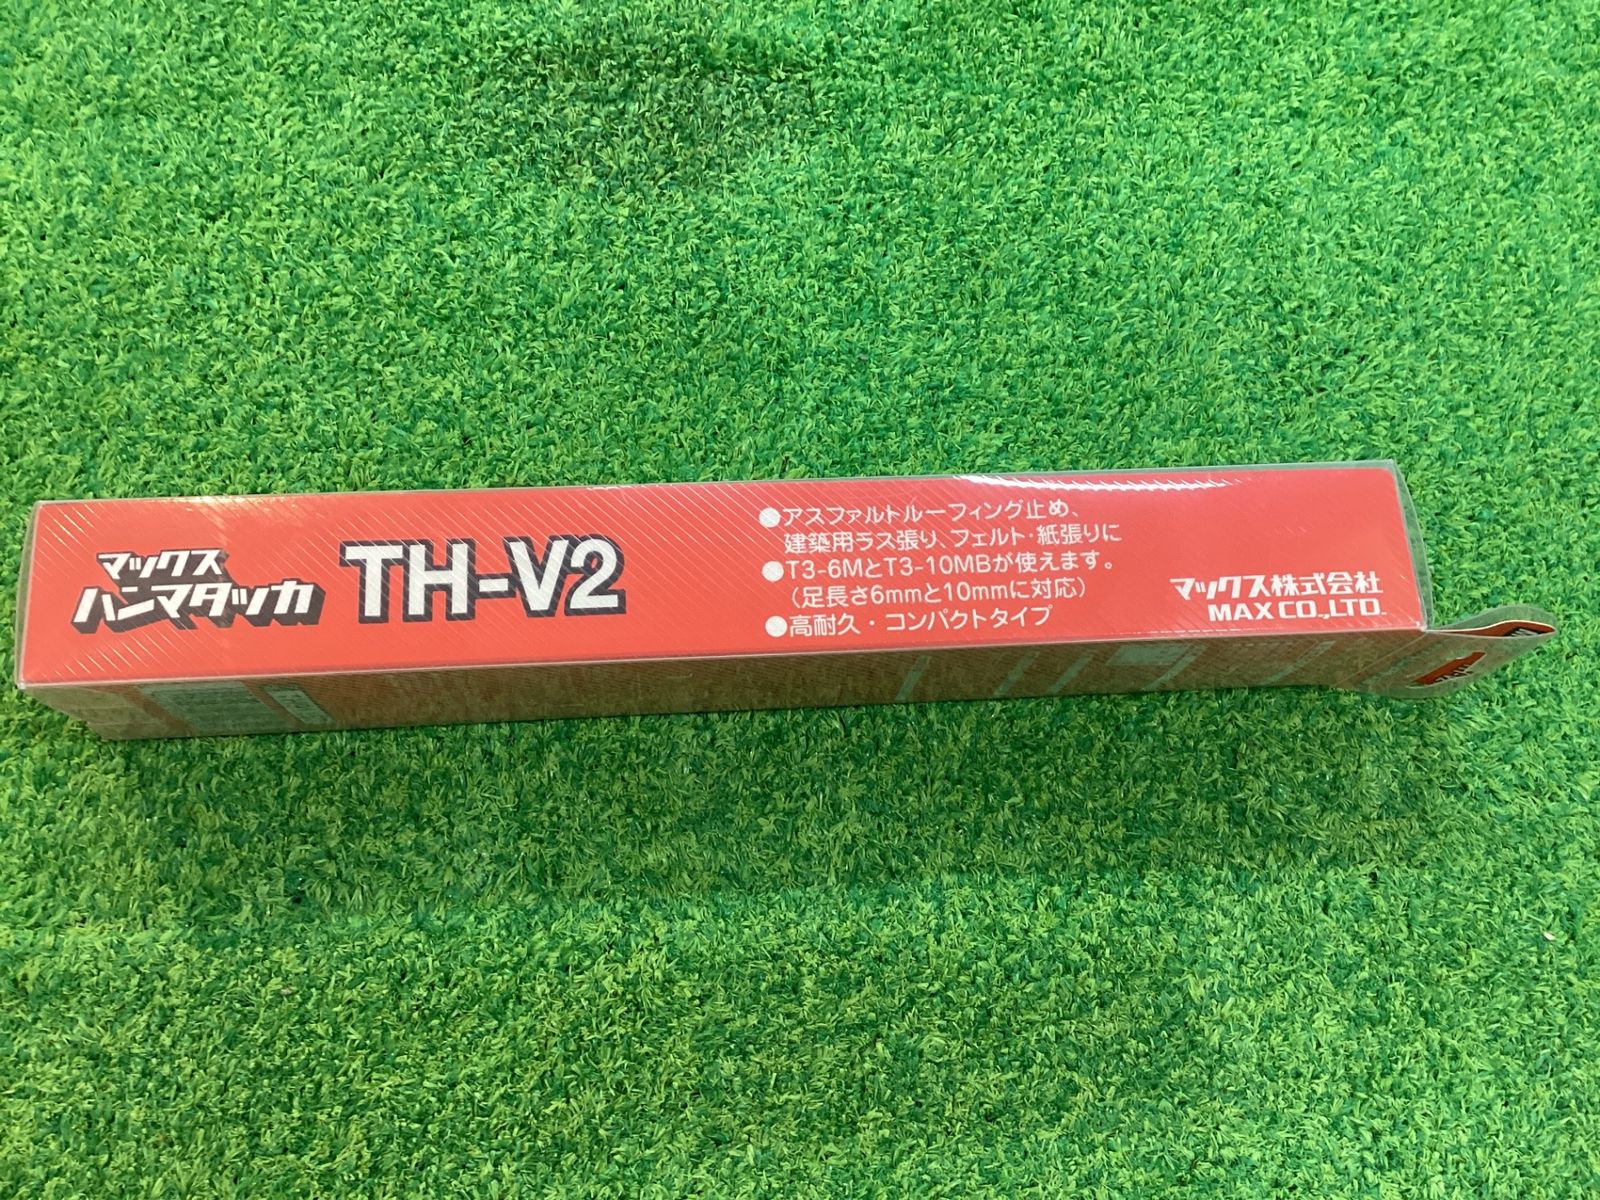 マックス
ハンマタッカ
TH-V2
●アスファルトルーフィング止め、
建築用ラス張り、フェルト・紙張りに
●T3-6MとT3-10MBが使えます。
（足長さ6mmと10mmに対応）
●高耐久・コンパクトタイプ
マックス株式会社
MAX CO.,LTD.